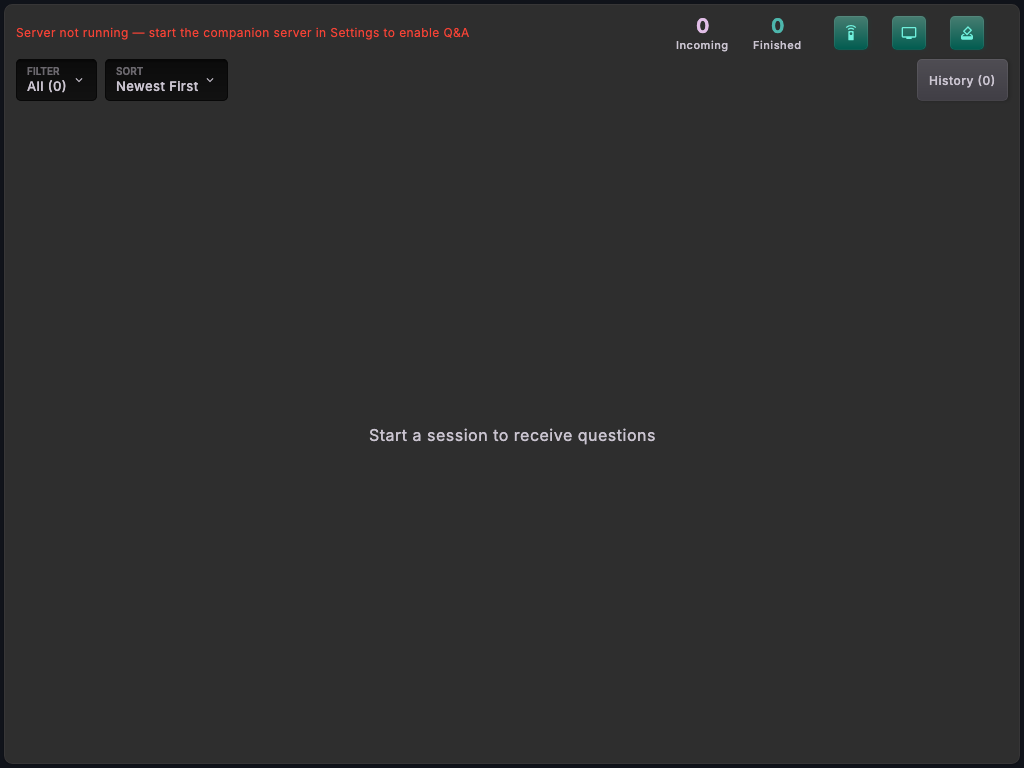 Server not running — start the companion server in Settings to enable Q&A
0
Incoming
0
Finished
FILTER
All (0)
SORT
Newest First
History (0)
Start a session to receive questions